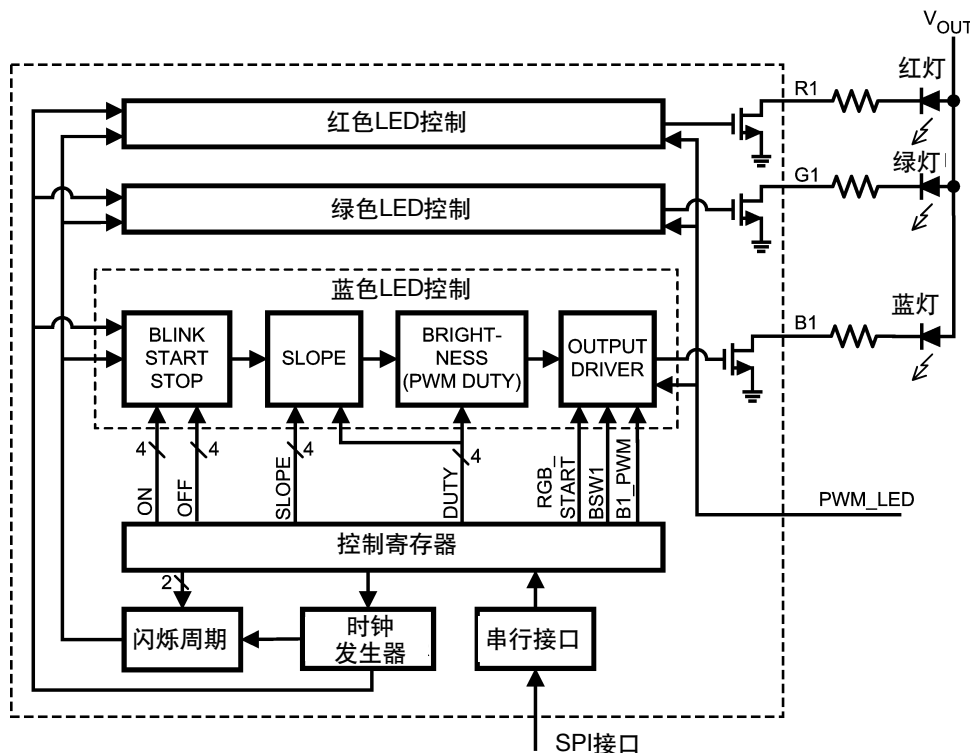 VOUT
红灯
R1
红色LED控制
绿灯
G1
绿色LED控制
蓝色LED控制
蓝灯
B1
BLINK
START
STOP
SLOPE
BRIGHT-
NESS
(PWM DUTY)
OUTPUT
DRIVER
4
4
4
4
ON
OFF
SLOPE
DUTY
RGB_
START
BSW1
B1_PWM
PWM_LED
控制寄存器
2
闪烁周期
时钟
发生器
串行接口
SPI接口